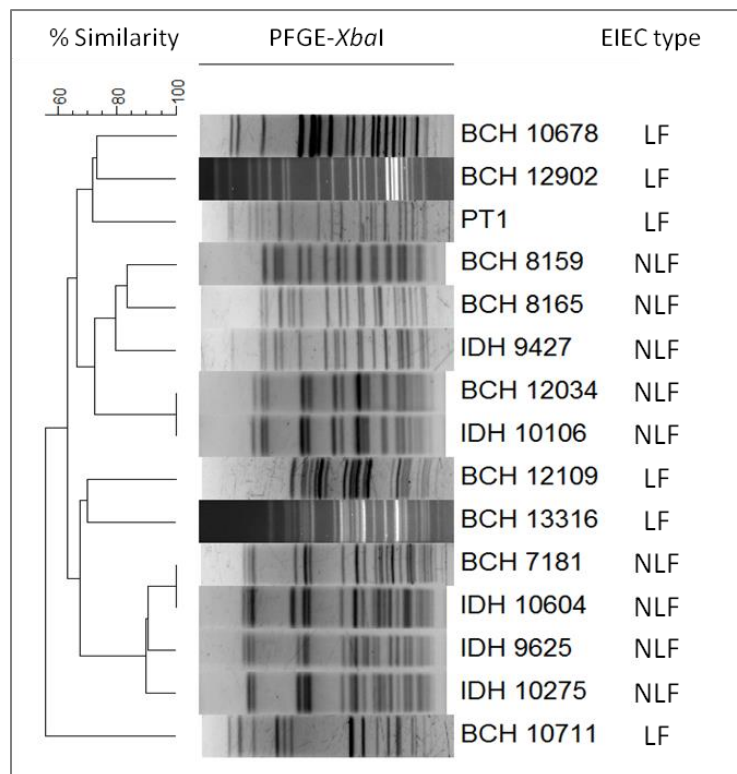 % Similarity PFGE-XbaI EIEC type
60 80 100
BCH 10678 LF
BCH 12902 LF
PT1 LF
BCH 8159 NLF
BCH 8165 NLF
IDH 9427 NLF
BCH 12034 NLF
IDH 10106 NLF
BCH 12109 LF
BCH 13316 LF
BCH 7181 NLF
IDH 10604 NLF
IDH 9625 NLF
IDH 10275 NLF
BCH 10711 LF